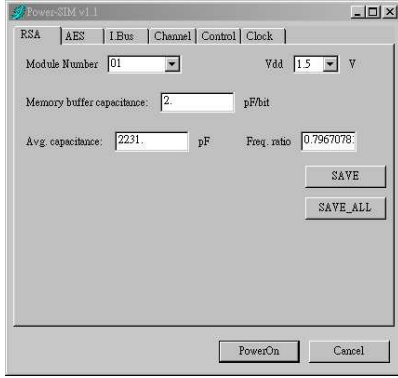 Power-SIM v1.1
RSA AES I.Bus Channel Control Clock
Module Number 01 Vdd 1.5 V
Memory buffer capacitance: 2. pF/bit
Avg. capacitance: 2231. pF Freq. ratio 0.7967078
SAVE
SAVE_ALL
PowerOn Cancel